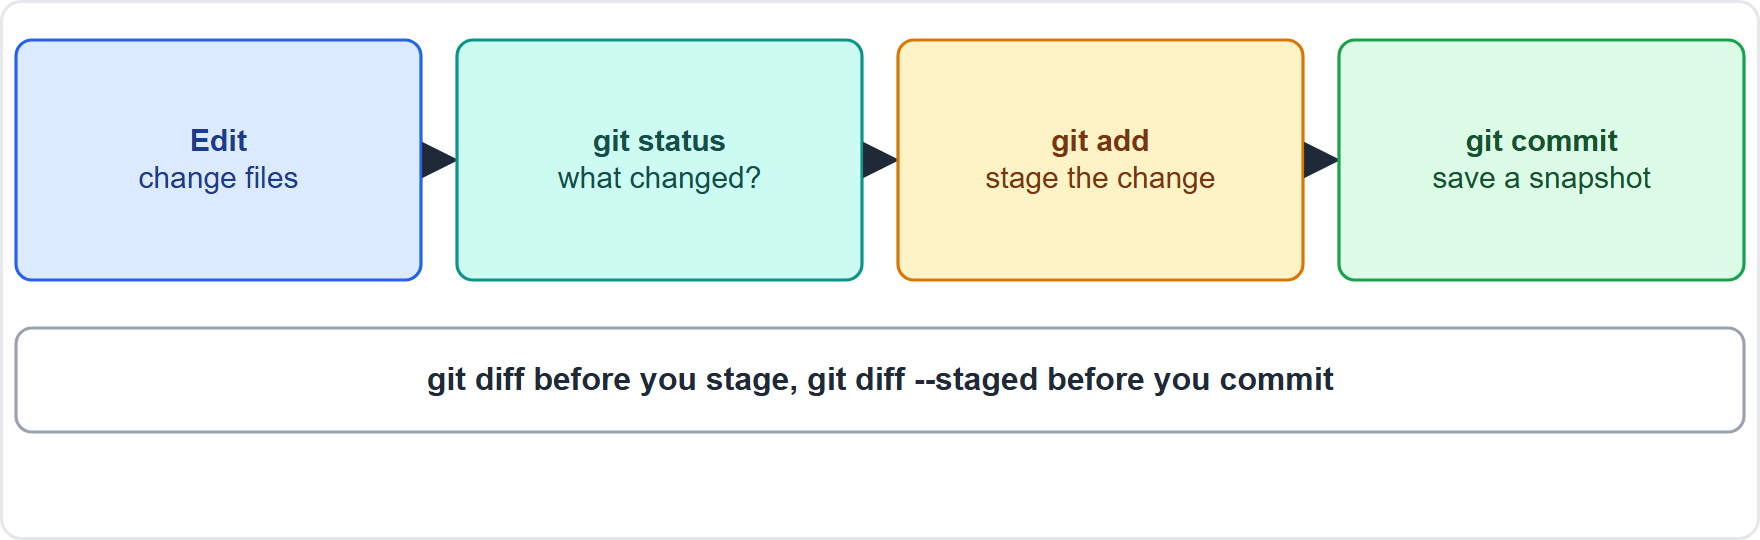 Edit
change files
git status
what changed?
git add
stage the change
git commit
save a snapshot
git diff before you stage, git diff --staged before you commit